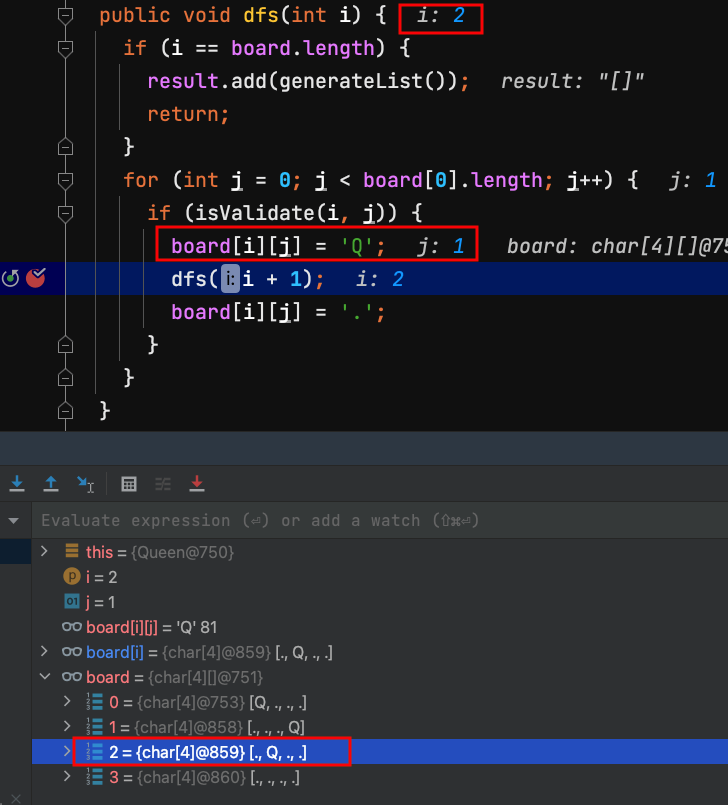 public void dfs(int i) { i: 2
if (i == board.length) {
result.add(generateList()); result: "[]"
return;
}
for (int j = 0; j < board[0].length; j++) { j: 1
if (isValidate(i, j)) {
board[i][j] = 'Q'; j: 1 board: char[4][]@75
dfs( i: i + 1); i: 2
board[i][j] = '.';
}
}
}
Evaluate expression (⏎) or add a watch (⇧⌘⏎)
this = {Queen@750}
p i = 2
01 j = 1
board[i][j] = 'Q' 81
board[i] = {char[4]@859} [., Q, ., .]
board = {char[4][]@751}
0 = {char[4]@753} [Q, ., ., .]
1 = {char[4]@858} [., ., ., Q]
2 = {char[4]@859} [., Q, ., .]
3 = {char[4]@860} [., ., ., .]